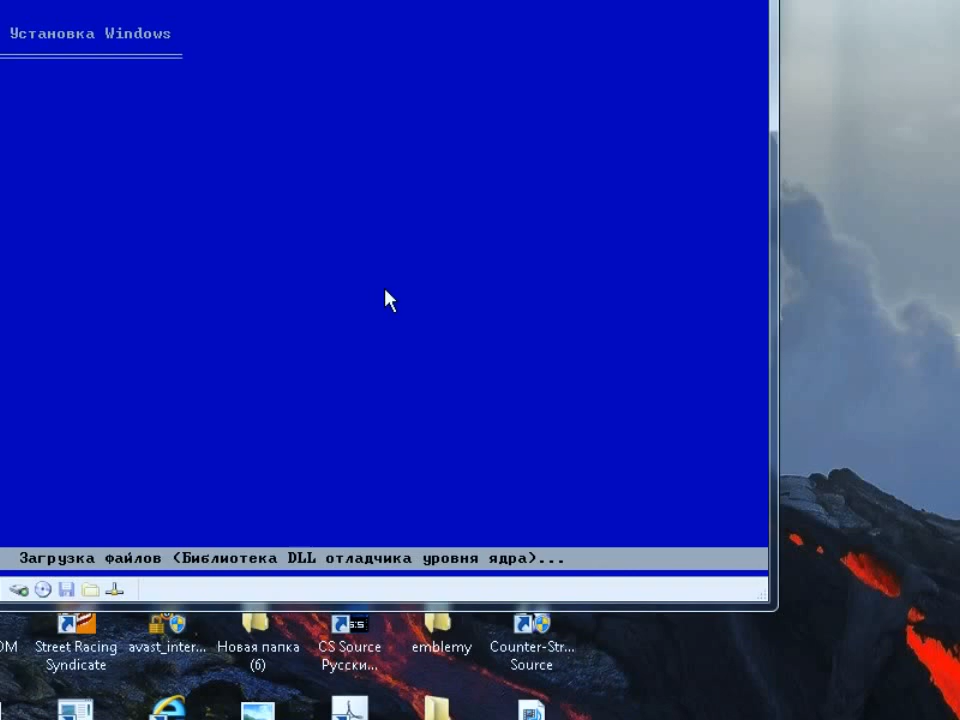 Установка Windows
Загрузка файлов (Библиотека DLL отладчика уровня ядра)...
OM
Street Racing
Syndicate
avast_inter...
Новая папка
(6)
CS Source
Русски...
emblemy
Counter-Str...
Source